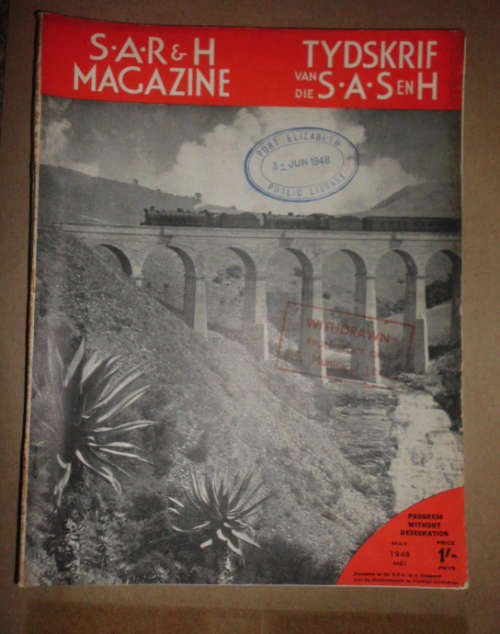 S·A·R & H
MAGAZINE
TYDSKRIF
VAN DIE S·A·S EN H
PORT ELIZABETH
JUN 1948
PUBLIC LIBRARY
WITHDRAWN
PROGRESS
WITHOUT
DESECRATION
MAY
1948
MEI
PRICE
1/-
PRYS